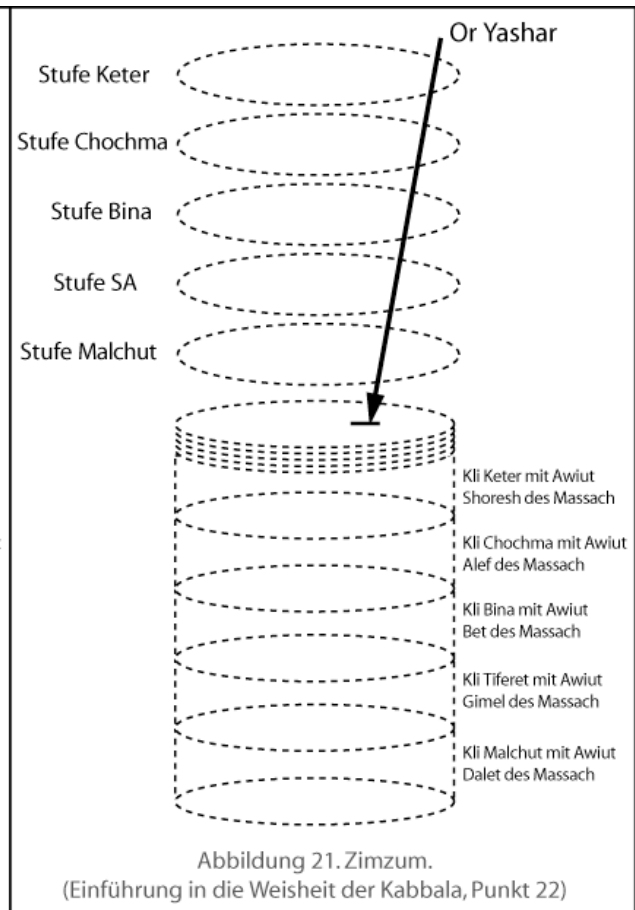 Or Yashar
Stufe Keter
Stufe Chochma
Stufe Bina
Stufe SA
Stufe Malchut
Kli Keter mit Awiut
Shoresh des Massach
Kli Chochma mit Awiut
Alef des Massach
Kli Bina mit Awiut
Bet des Massach
Kli Tiferet mit Awiut
Gimel des Massach
Kli Malchut mit Awiut
Dalet des Massach
Abbildung 21. Zimzum.
(Einführung in die Weisheit der Kabbala, Punkt 22)